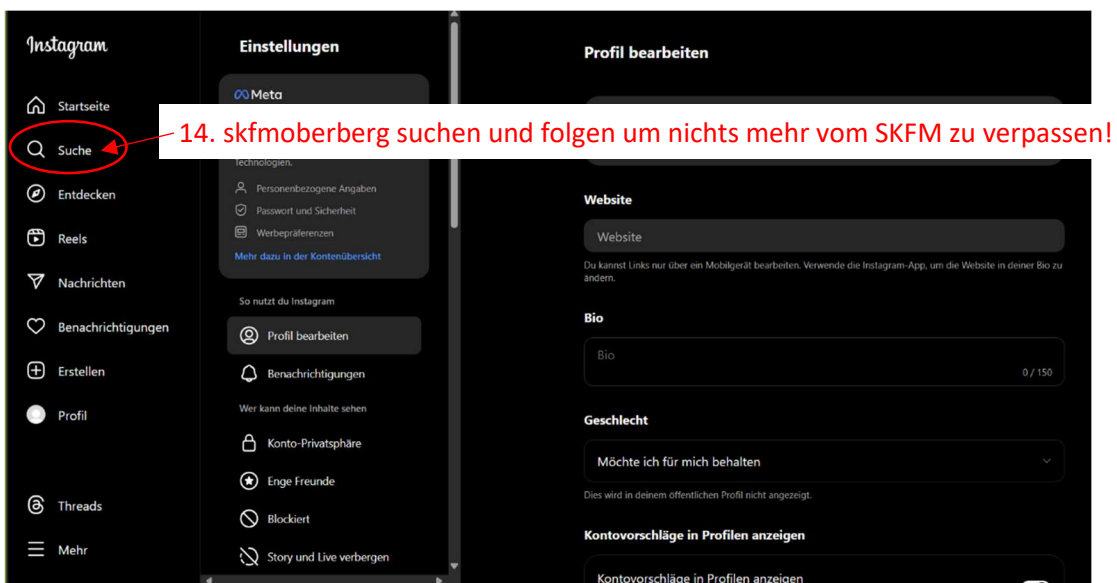 Instagram
Startseite
Suche
Entdecken
Reels
Nachrichten
Benachrichtigungen
Erstellen
Profil
Threads
Mehr
Einstellungen
Meta
14. skfmoberberg suchen und folgen um nichts mehr vom SKFM zu verpassen!
Technologien.
Personenbezogene Angaben
Passwort und Sicherheit
Werbepräferenzen
Mehr dazu in der Kontenübersicht
So nutzt du Instagram
Profil bearbeiten
Benachrichtigungen
Wer kann deine Inhalte sehen
Konto-Privatsphäre
Enge Freunde
Blockiert
Story und Live verbergen
Profil bearbeiten
Website
Website
Du kannst Links nur über ein Mobilgerät bearbeiten. Verwende die Instagram-App, um die Website in deiner Bio zu
ändern.
Bio
Bio
0 / 150
Geschlecht
Möchte ich für mich behalten
Dies wird in deinem öffentlichen Profil nicht angezeigt.
Kontovorschläge in Profilen anzeigen
Kontovorschläge in Profilen anzeigen